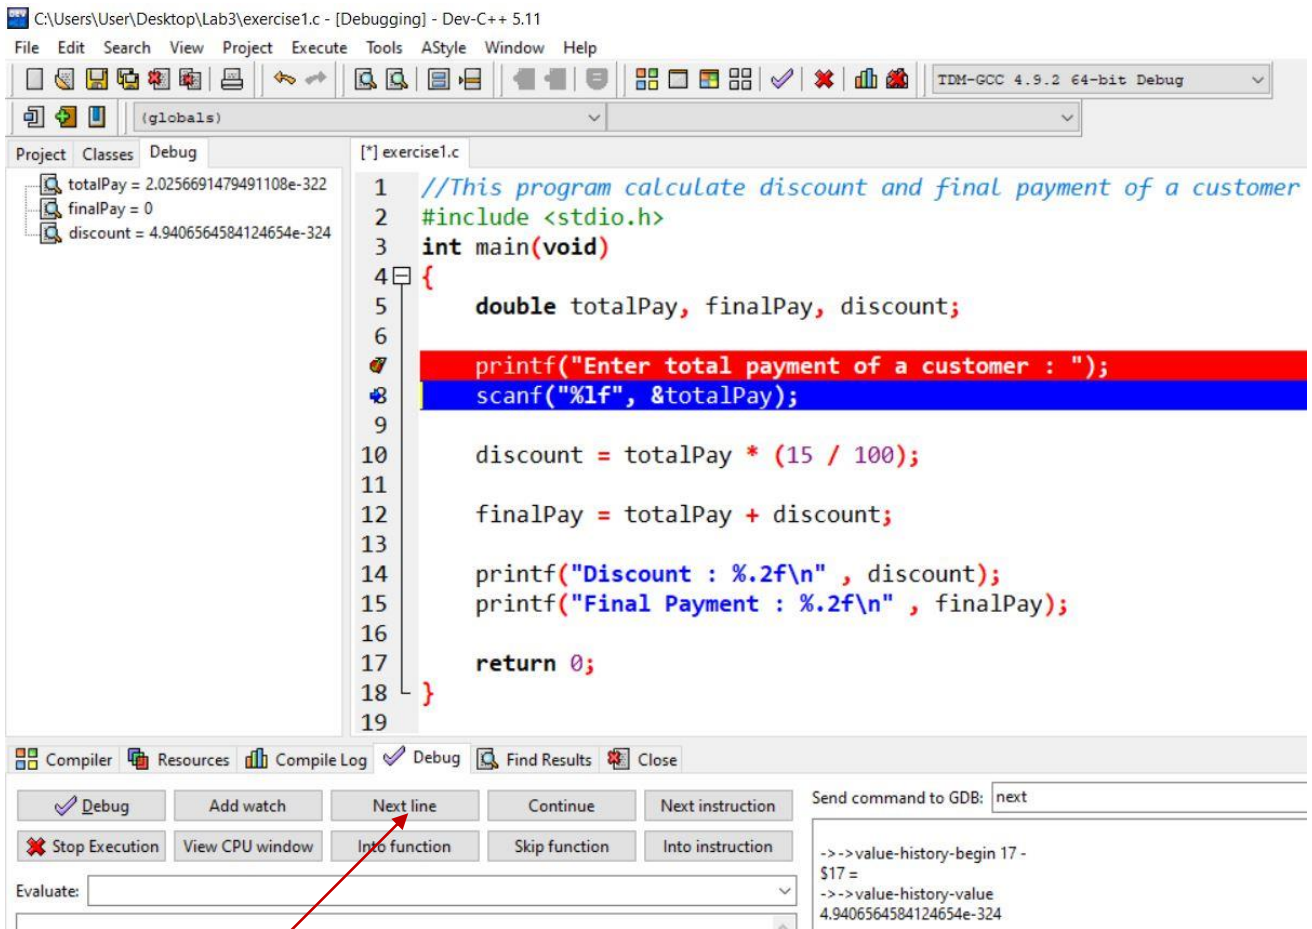 C:\Users\User\Desktop\Lab3\exercise1.c - [Debugging] - Dev-C++ 5.11
File Edit Search View Project Execute Tools AStyle Window Help
TDM-GCC 4.9.2 64-bit Debug
(globals)
Project Classes Debug
totalPay = 2.0256691479491108e-322
finalPay = 0
discount = 4.9406564584124654e-324
[*] exercise1.c
1 //This program calculate discount and final payment of a customer
2 #include <stdio.h>
3 int main(void)
4 {
5 double totalPay, finalPay, discount;
6
7 printf("Enter total payment of a customer : ");
8 scanf("%lf", &totalPay);
9
10 discount = totalPay * (15 / 100);
11
12 finalPay = totalPay + discount;
13
14 printf("Discount : %.2f\n" , discount);
15 printf("Final Payment : %.2f\n" , finalPay);
16
17 return 0;
18 }
19
Compiler Resources Compile Log Debug Find Results Close
Debug Add watch Next line Continue Next instruction
Stop Execution View CPU window Into function Skip function Into instruction
Evaluate:
Send command to GDB: next
->->value-history-begin 17 -
$17 =
->->value-history-value
4.9406564584124654e-324